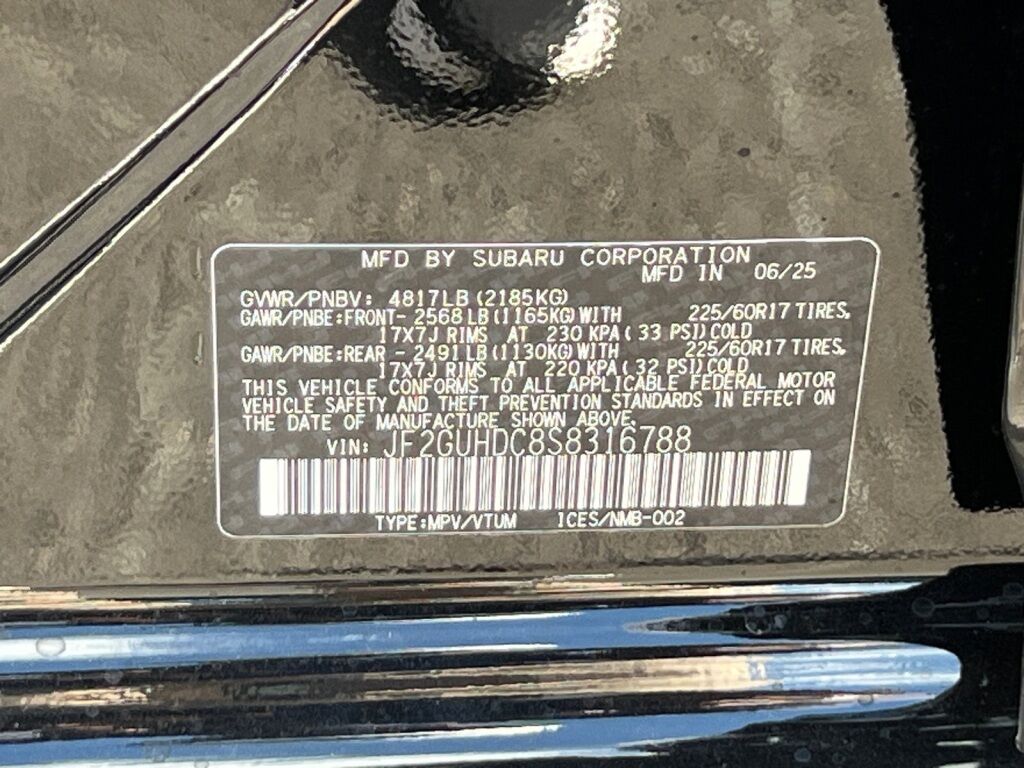 MFD BY SUBARU CORPORATION
MFD IN 06/25
GVWR/PNBV: 4817LB (2185KG)
GAWR/PNBE:FRONT- 2568LB (1165KG) WITH 225/60R17 TIRES,
17X7J RIMS AT 230 KPA ( 33 PSI) COLD
GAWR/PNBE:REAR - 2491LB (1130KG) WITH 225/60R17 TIRES,
17X7J RIMS AT 220 KPA ( 32 PSI) COLD
THIS VEHICLE CONFORMS TO ALL APPLICABLE FEDERAL MOTOR
VEHICLE SAFETY AND THEFT PREVENTION STANDARDS IN EFFECT ON
THE DATE OF MANUFACTURE SHOWN ABOVE.
VIN: JF2GUHDC8S8316788
TYPE:MPV/VTUM ICES/NMB-002